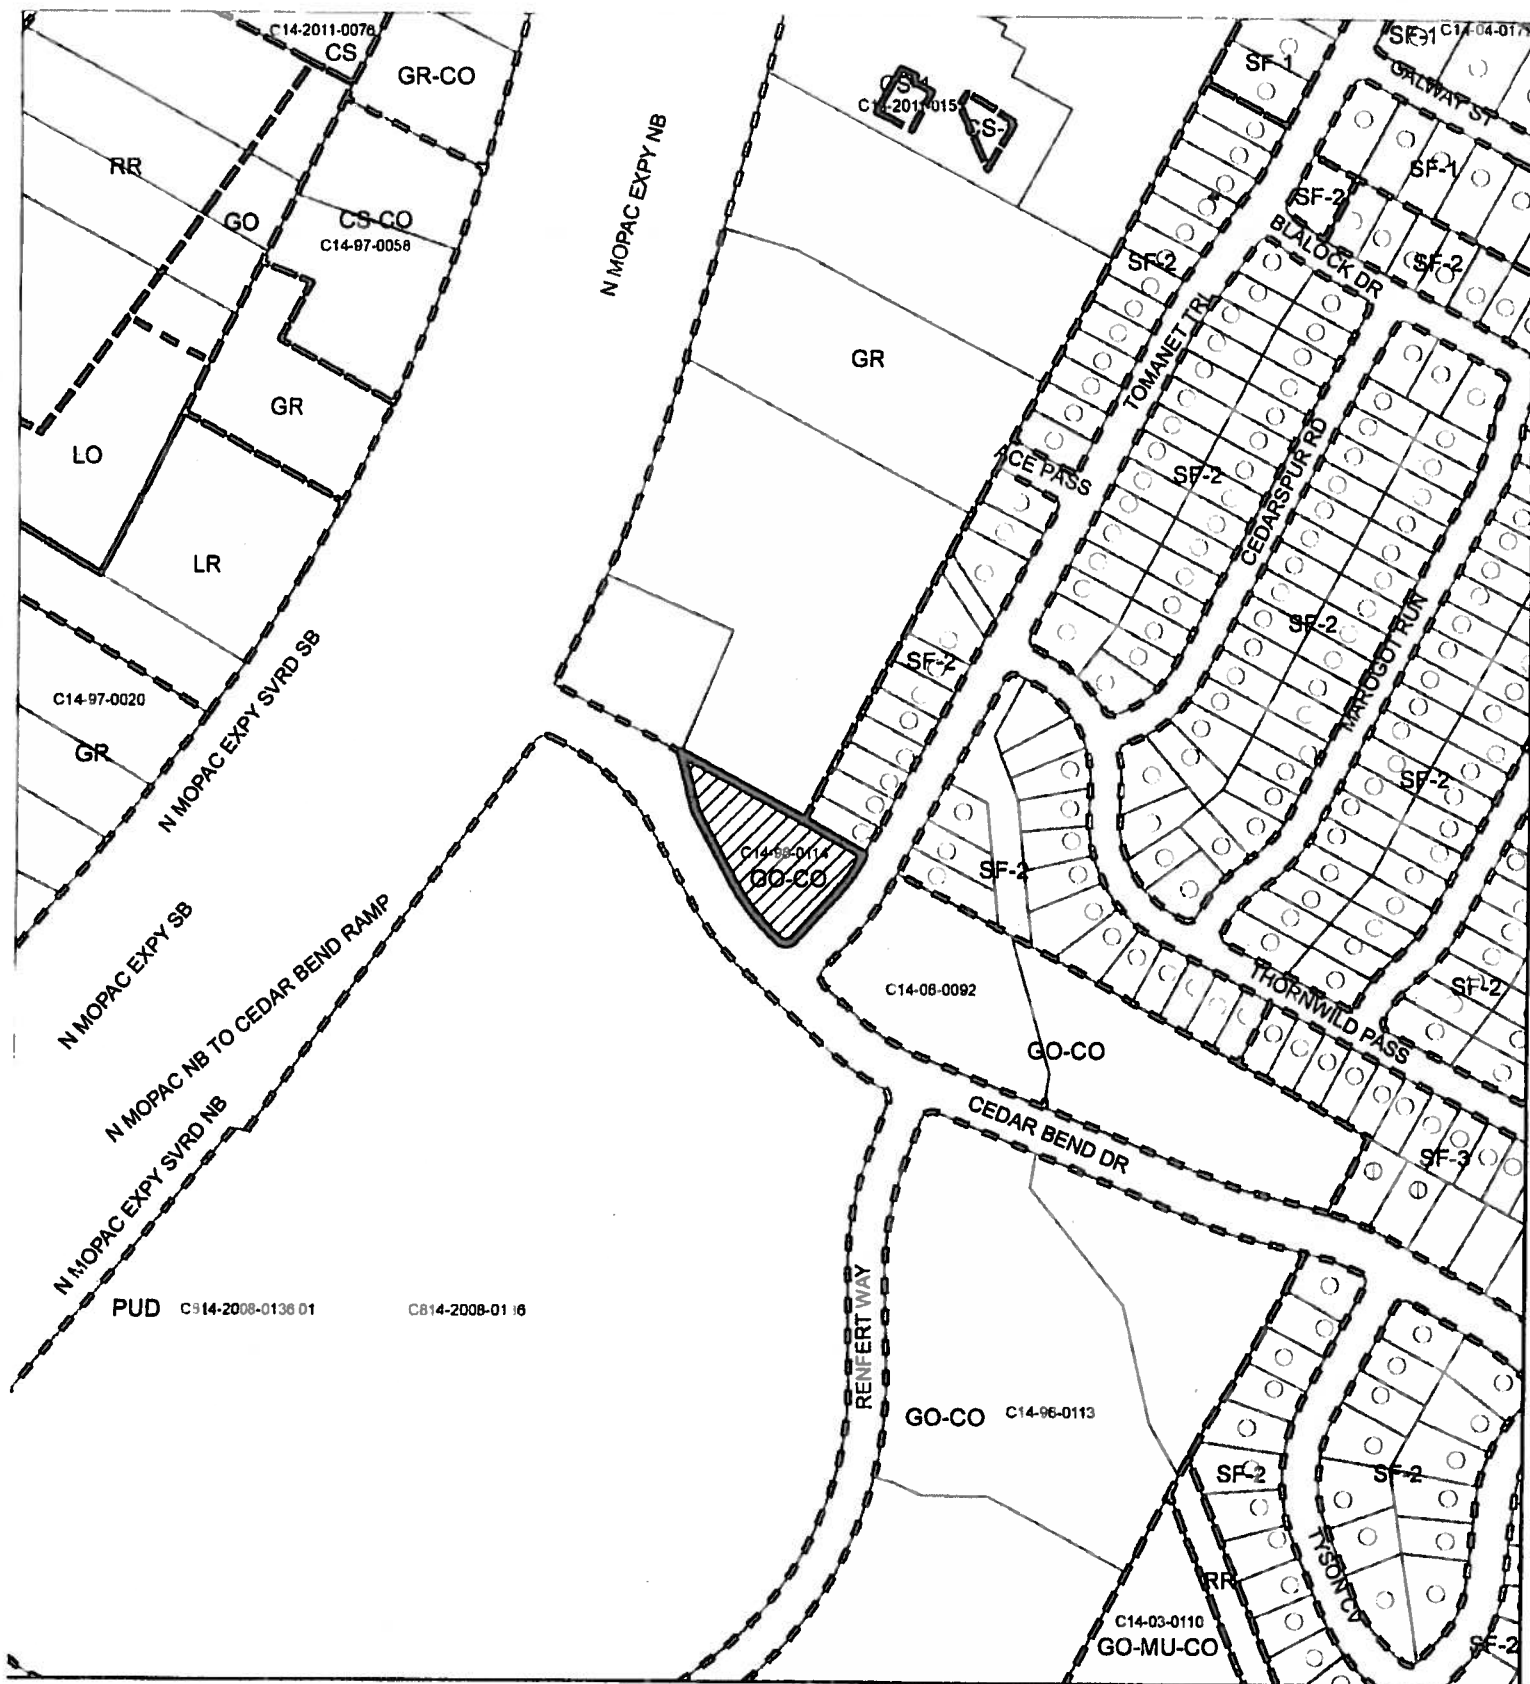 C14-2011-0076
CS
GR-CO
SF-1
SF-1
GALWAY ST
N MOPAC EXPY NB
RR
GO
CS-CO
C14-97-0058
SF-1
SF-2
BLALOCK DR
SF-2
SF-2
TOMANET TRL
GR
GR
LO
ACE PASS
SF-2
CEDARSPUR RD
LR
SF-2
MAROGOT RUN
SF-2
N MOPAC EXPY SVRD SB
C14-97-0020
GR
SF-2
GO-CO
SF-2
N MOPAC EXPY SB
N MOPAC NB TO CEDAR BEND RAMP
C14-06-0092
THORNWILD PASS
SF-2
GO-CO
CEDAR BEND DR
N MOPAC EXPY SVRD NB
SF-3
PUD
RENFERT WAY
GO-CO
C14-96-0113
SF-2
SF-2
TYSON CV
RR
C14-03-0110
GO-MU-CO
SF-2